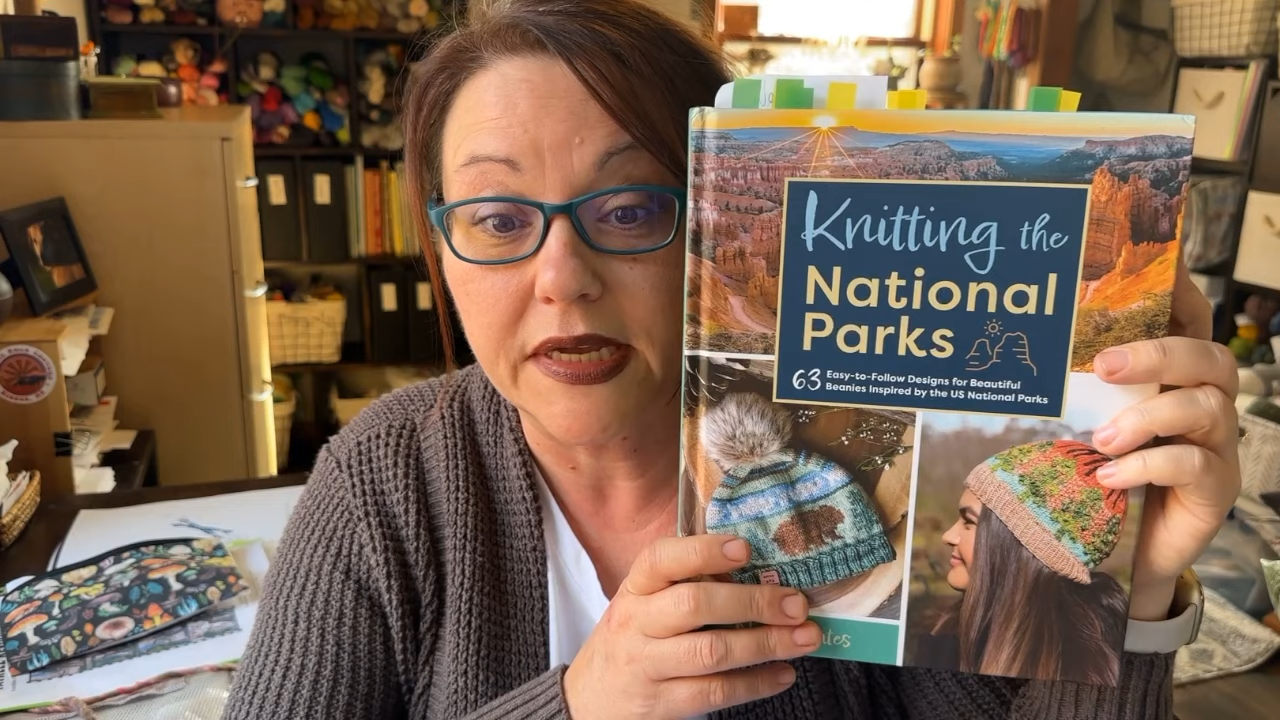 Knitting the
National
Parks
63 Easy-to-Follow Designs for Beautiful
Beanies Inspired by the US National Parks